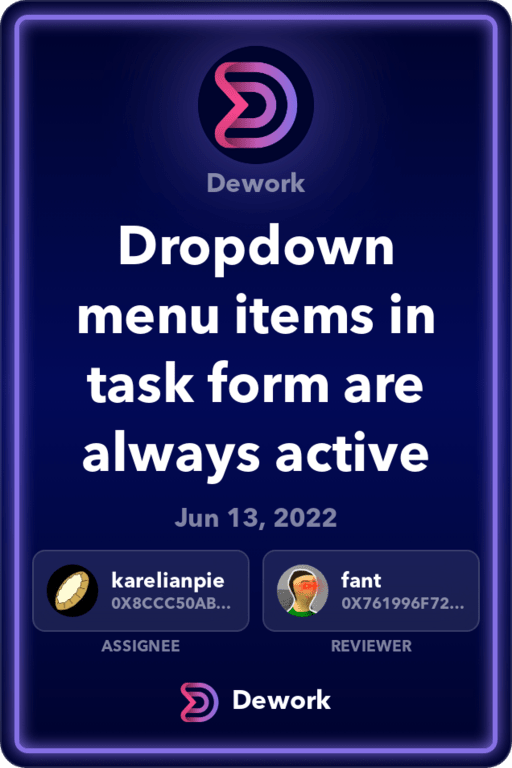 Dework
Dropdown
menu items in
task form are
always active
Jun 13, 2022
karelianpie
0X8CCC50AB...
ASSIGNEE
fant
0X761996F72...
REVIEWER
Dework